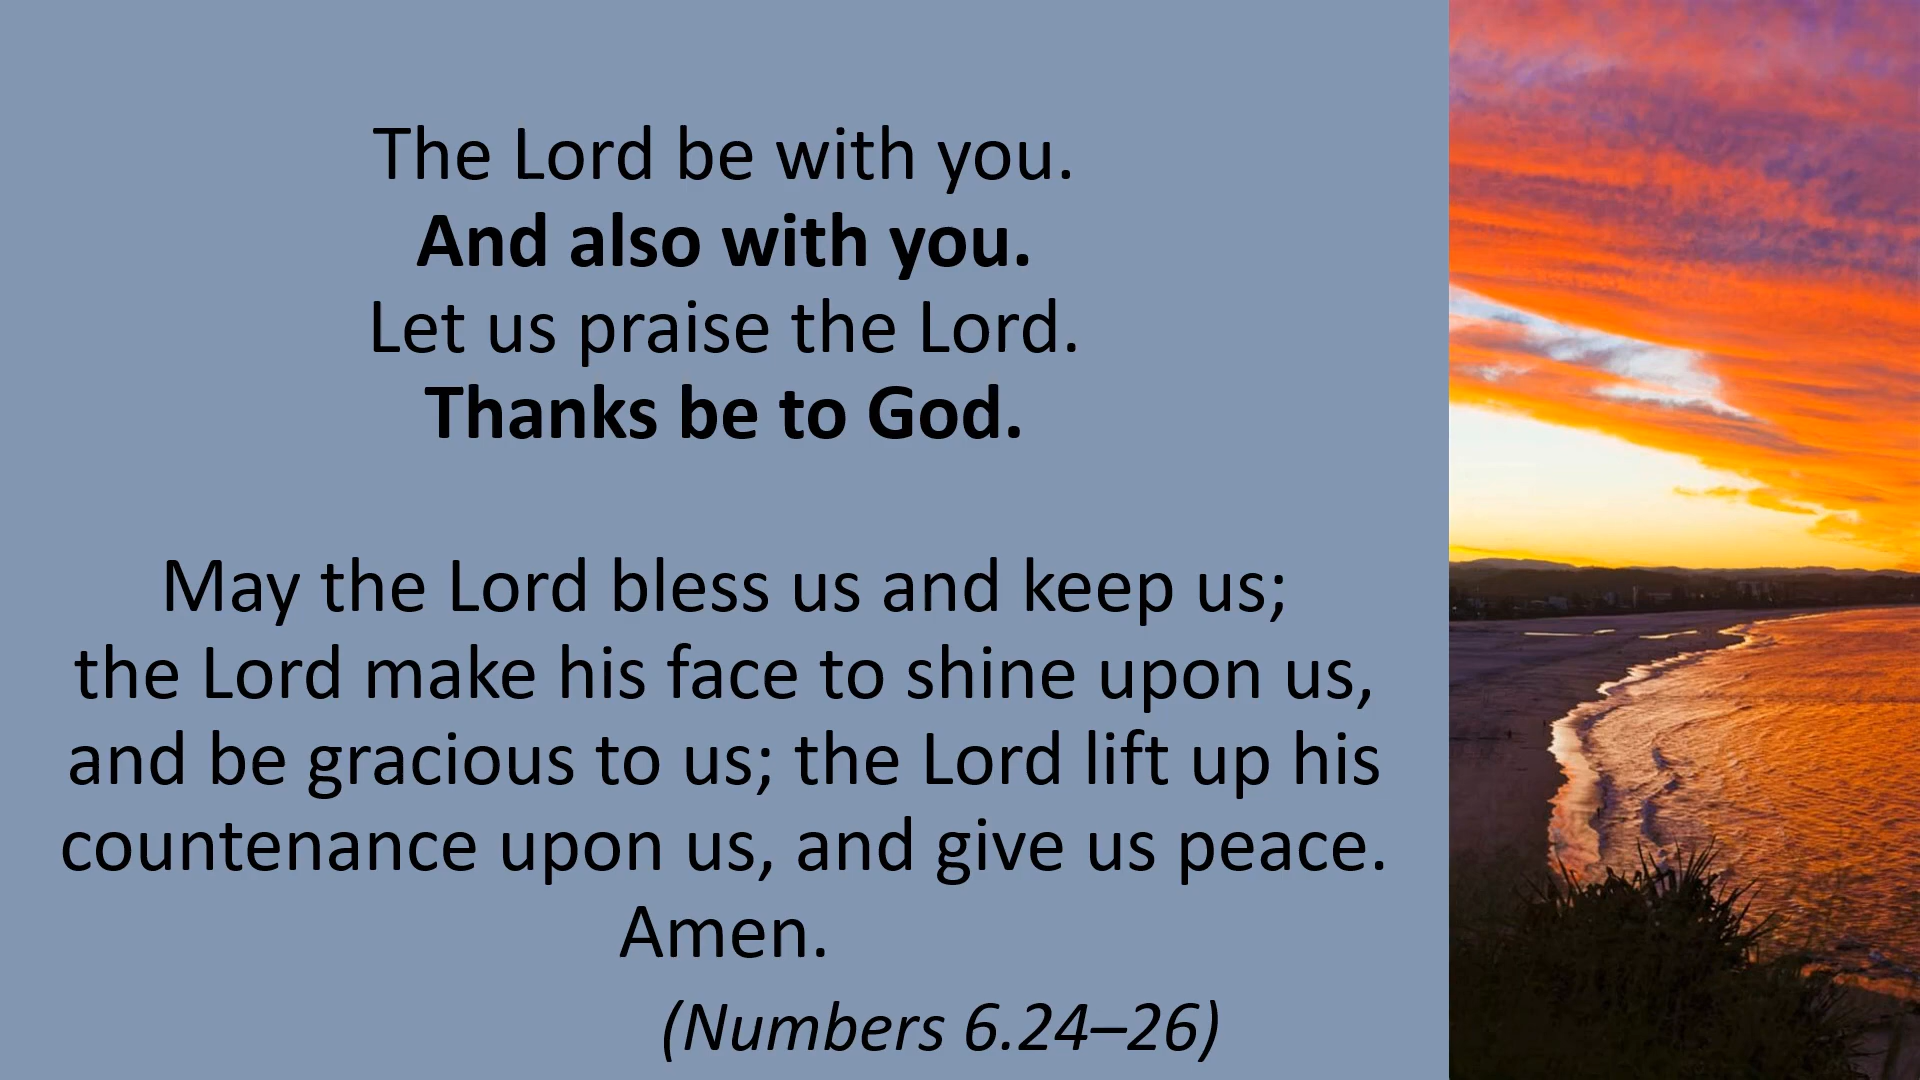 The Lord be with you.
And also with you.
Let us praise the Lord.
Thanks be to God.
May the Lord bless us and keep us;
the Lord make his face to shine upon us,
and be gracious to us; the Lord lift up his
countenance upon us, and give us peace.
Amen.
(Numbers 6.24–26)